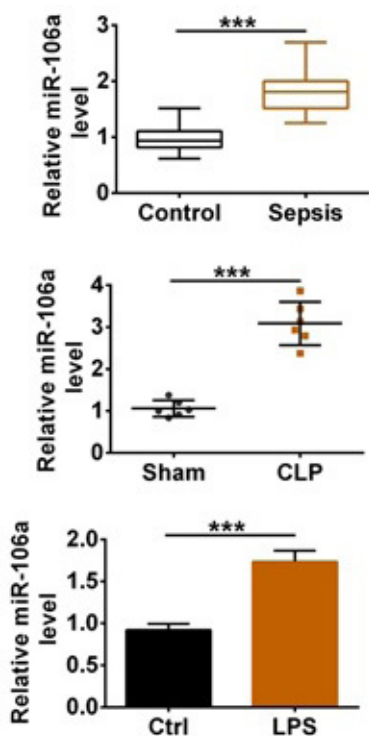 ***
Relative miR-106a
level
3
2
1
0
Control Sepsis
***
Relative miR-106a
level
4
3
2
1
0
Sham CLP
***
Relative miR-106a
level
2.0
1.5
1.0
0.5
0.0
Ctrl LPS